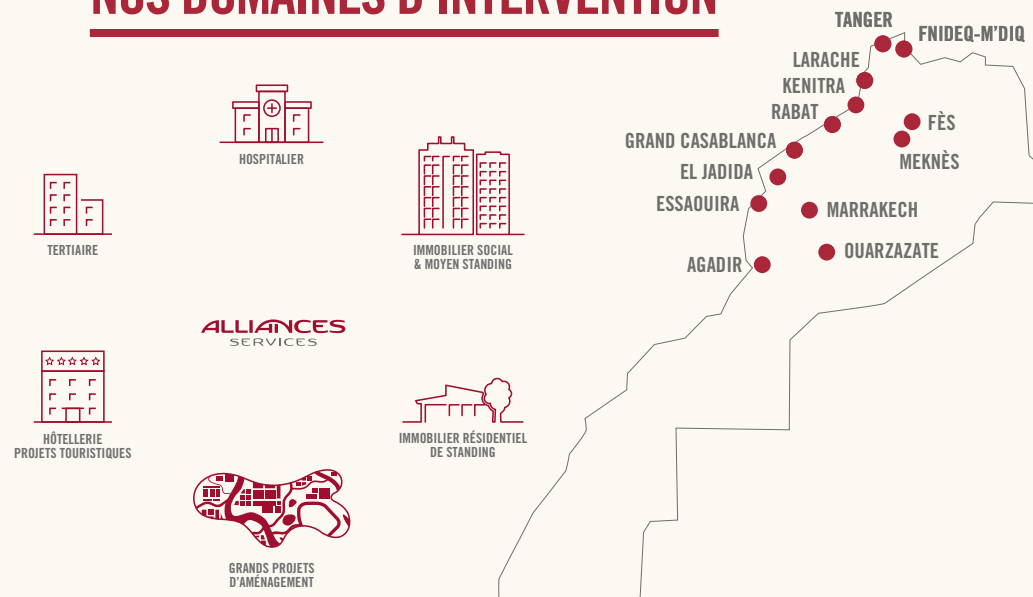 NOS DOMAINES D'INTERVENTION
HOSPITALIER
TERTIAIRE
IMMOBILIER SOCIAL
& MOYEN STANDING
ALLIANCES
SERVICES
HÔTELLERIE
PROJETS TOURISTIQUES
IMMOBILIER RÉSIDENTIEL
DE STANDING
GRANDS PROJETS
D'AMÉNAGEMENT
TANGER
FNIDEQ-M'DIQ
LARACHE
KENITRA
RABAT
FÈS
GRAND CASABLANCA
MEKNÈS
EL JADIDA
ESSAOUIRA
MARRAKECH
OUARZAZATE
AGADIR